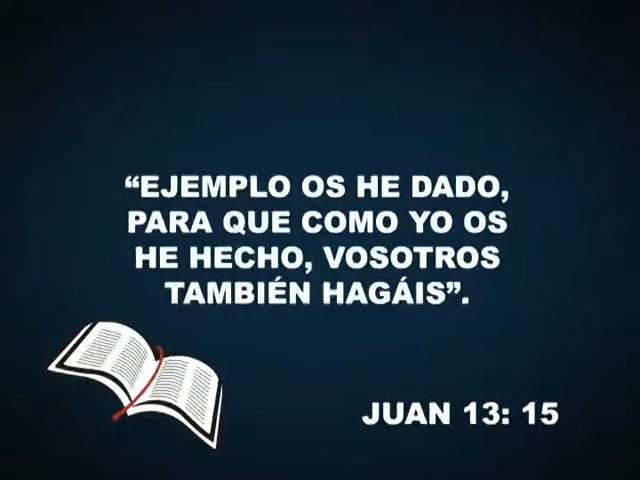 “EJEMPLO OS HE DADO,
PARA QUE COMO YO OS
HE HECHO, VOSOTROS
TAMBIÉN HAGÁIS”.
JUAN 13: 15